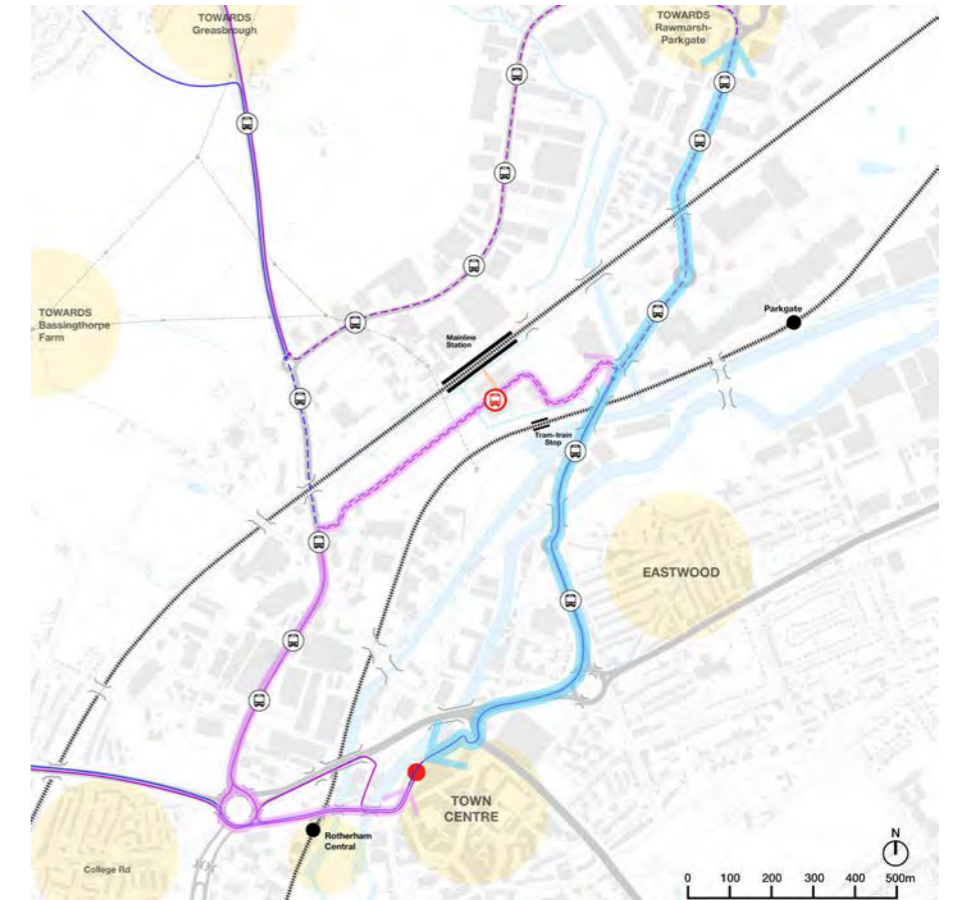 TOWARDS
Greasbrough
TOWARDS
Rawmarsh-
Parkgate
TOWARDS
Bassingthorpe
Farm
Mainline
Station
Parkgate
Tram-train
Stop
EASTWOOD
TOWN
CENTRE
Rotherham
Central
College Rd
N
0 100 200 300 400 500m